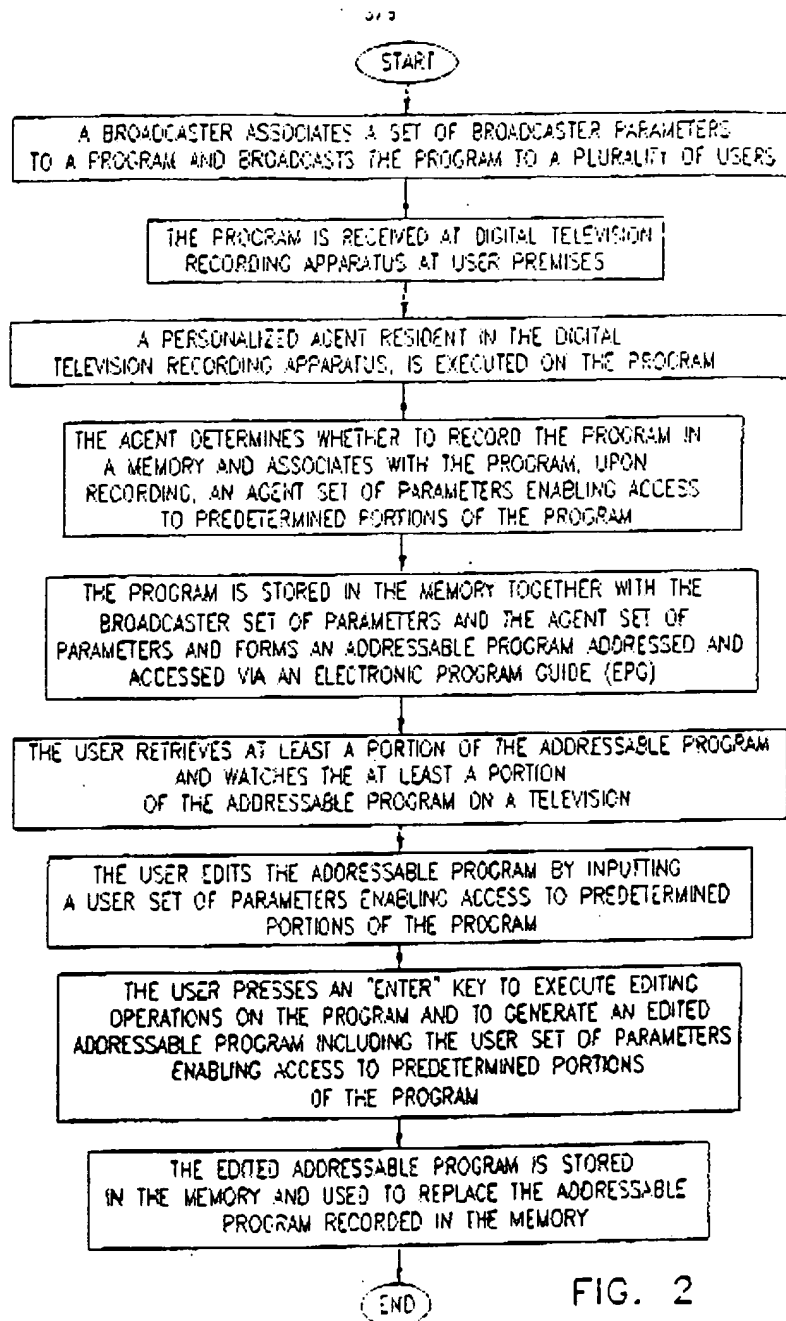 START
A BROADCASTER ASSOCIATES A SET OF BROADCASTER PARAMETERS
TO A PROGRAM AND BROADCASTS THE PROGRAM TO A PLURALITY OF USERS
THE PROGRAM IS RECEIVED AT DIGITAL TELEVISION
RECORDING APPARATUS AT USER PREMISES
A PERSONALIZED AGENT RESIDENT IN THE DIGITAL
TELEVISION RECORDING APPARATUS, IS EXECUTED ON THE PROGRAM
THE AGENT DETERMINES WHETHER TO RECORD THE PROGRAM IN
A MEMORY AND ASSOCIATES WITH THE PROGRAM, UPON
RECORDING, AN AGENT SET OF PARAMETERS ENABLING ACCESS
TO PREDETERMINED PORTIONS OF THE PROGRAM
THE PROGRAM IS STORED IN THE MEMORY TOGETHER WITH THE
BROADCASTER SET OF PARAMETERS AND THE AGENT SET OF
PARAMETERS AND FORMS AN ADDRESSABLE PROGRAM ADDRESSED AND
ACCESSED VIA AN ELECTRONIC PROGRAM GUIDE (EPG)
THE USER RETRIEVES AT LEAST A PORTION OF THE ADDRESSABLE PROGRAM
AND WATCHES THE AT LEAST A PORTION
OF THE ADDRESSABLE PROGRAM ON A TELEVISION
THE USER EDITS THE ADDRESSABLE PROGRAM BY INPUTTING
A USER SET OF PARAMETERS ENABLING ACCESS TO PREDETERMINED
PORTIONS OF THE PROGRAM
THE USER PRESSES AN "ENTER" KEY TO EXECUTE EDITING
OPERATIONS ON THE PROGRAM AND TO GENERATE AN EDITED
ADDRESSABLE PROGRAM INCLUDING THE USER SET OF PARAMETERS
ENABLING ACCESS TO PREDETERMINED PORTIONS
OF THE PROGRAM
THE EDITED ADDRESSABLE PROGRAM IS STORED
IN THE MEMORY AND USED TO REPLACE THE ADDRESSABLE
PROGRAM RECORDED IN THE MEMORY
END
FIG. 2